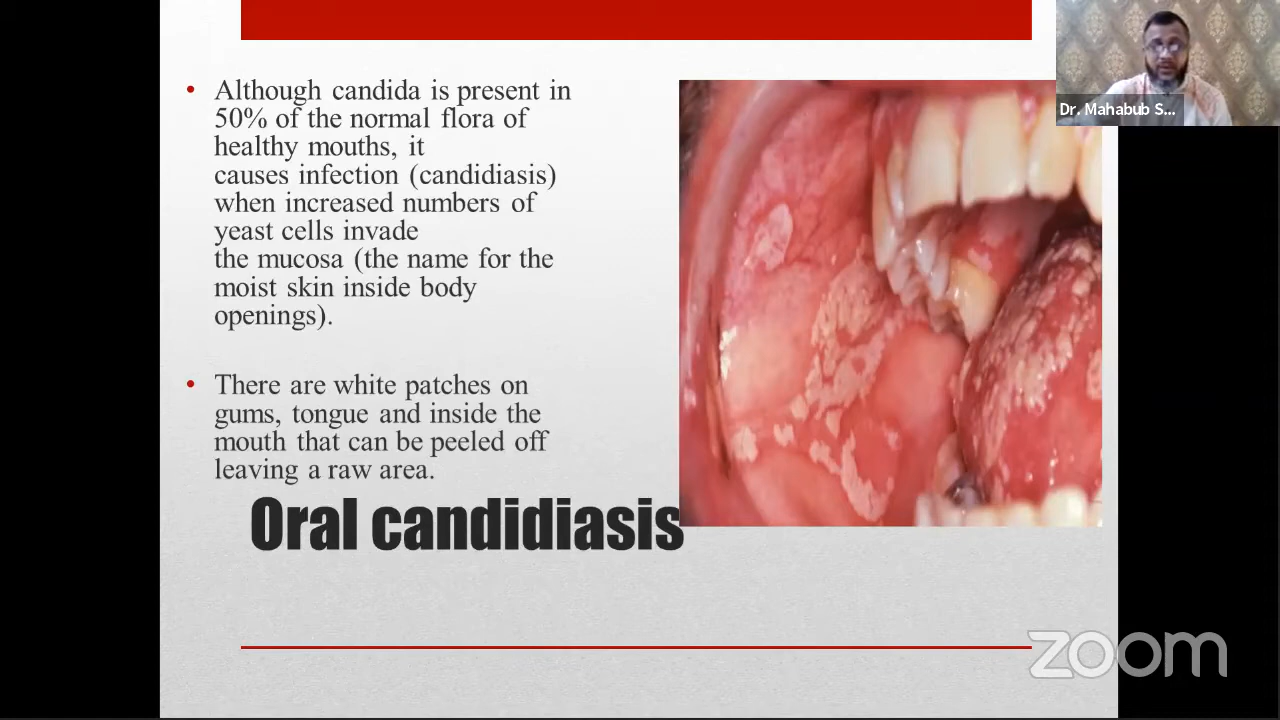 • Although candida is present in
50% of the normal flora of
healthy mouths, it
causes infection (candidiasis)
when increased numbers of
yeast cells invade
the mucosa (the name for the
moist skin inside body
openings).
• There are white patches on
gums, tongue and inside the
mouth that can be peeled off
leaving a raw area.
Oral candidiasis
Dr. Mahabub S...
zoom